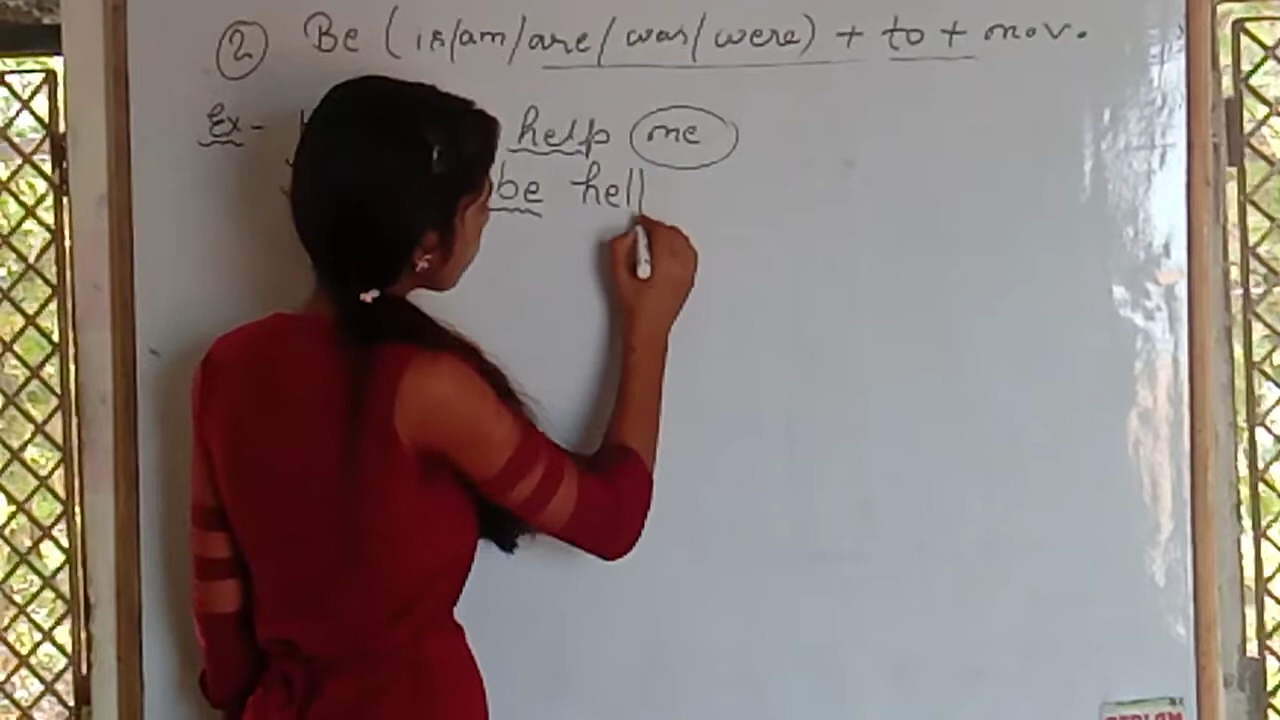 ② Be (is/am/are/was/were) + to + mov.
Ex- help me
be hel